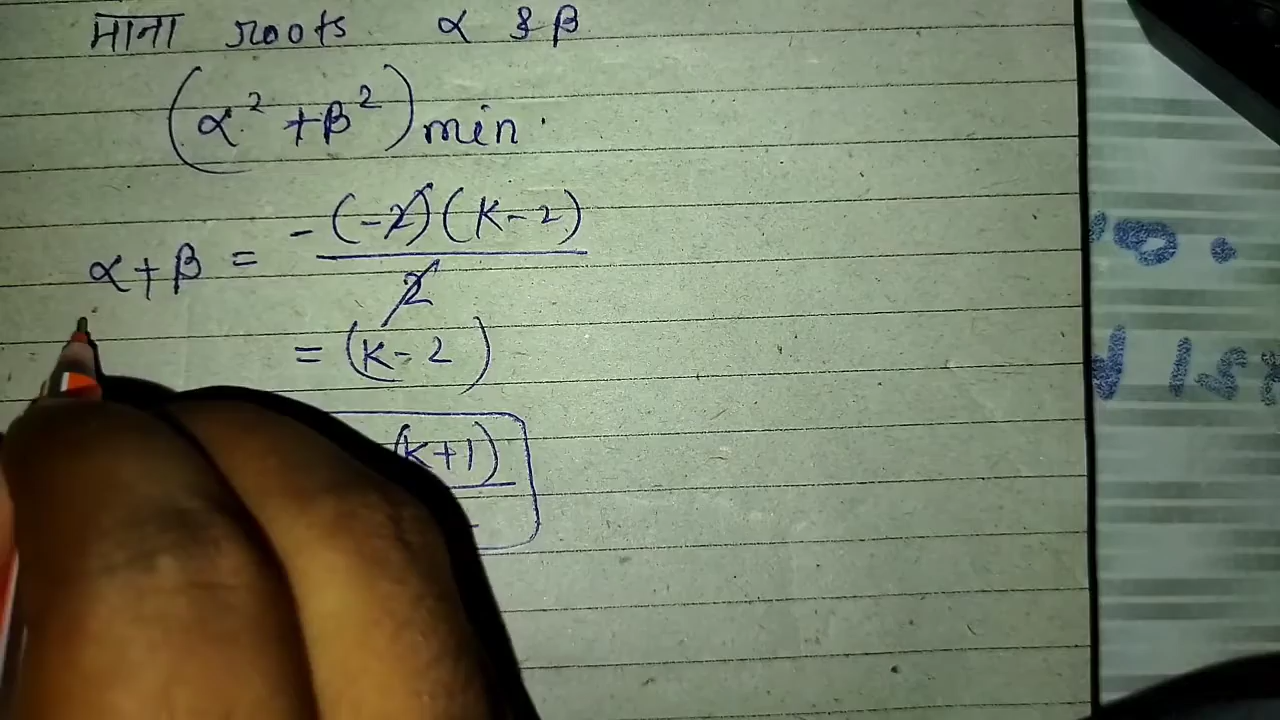 माना roots α & β
(α² + β²) min.
α + β = -(-2)(K-2) / 2
= (K-2)
(K+1)